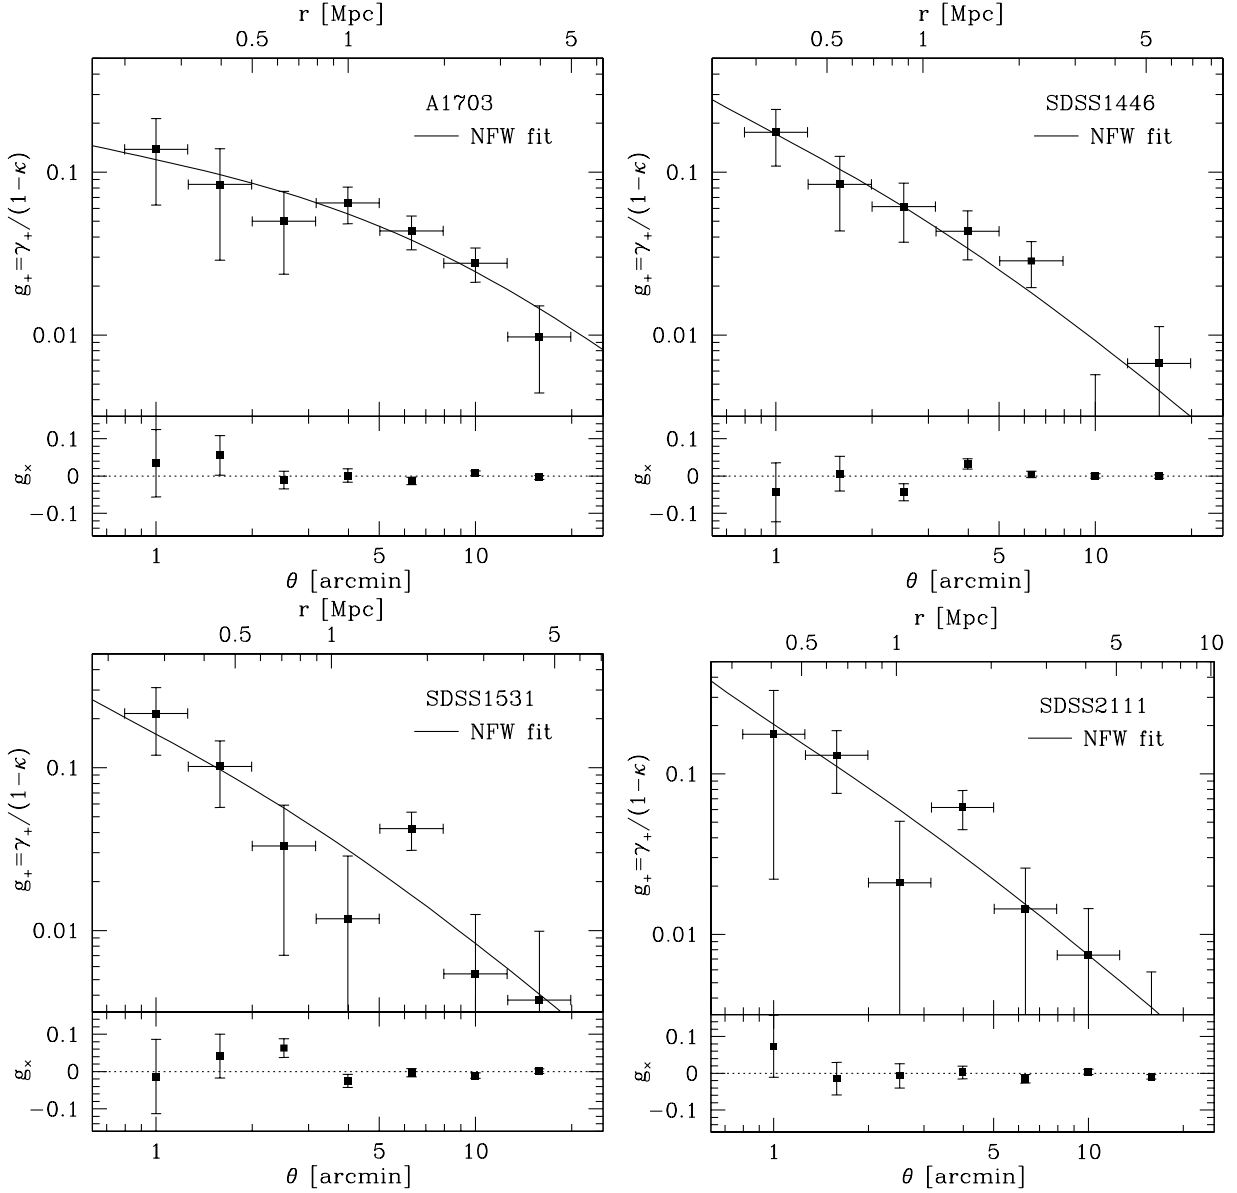 r [Mpc]
0.5 1 5
A1703
NFW fit
g₊=γ₊/(1−κ)
0.1
0.01
gₓ
0.1
0
−0.1
1 5 10
θ [arcmin]
r [Mpc]
0.5 1 5
SDSS1446
NFW fit
g₊=γ₊/(1−κ)
0.1
0.01
gₓ
0.1
0
−0.1
1 5 10
θ [arcmin]
r [Mpc]
0.5 1 5
SDSS1531
NFW fit
g₊=γ₊/(1−κ)
0.1
0.01
gₓ
0.1
0
−0.1
1 5 10
θ [arcmin]
r [Mpc]
0.5 1 5 10
SDSS2111
NFW fit
g₊=γ₊/(1−κ)
0.1
0.01
gₓ
0.1
0
−0.1
1 5 10
θ [arcmin]